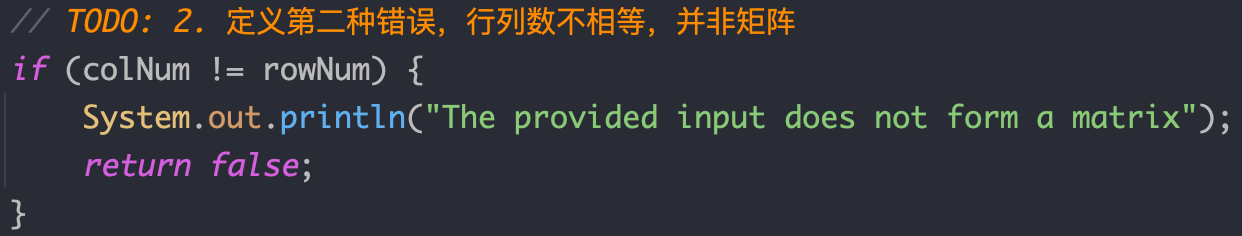 // TODO: 2. 定义第二种错误，行列数不相等，并非矩阵
if (colNum != rowNum) {
    System.out.println("The provided input does not form a matrix");
    return false;
}